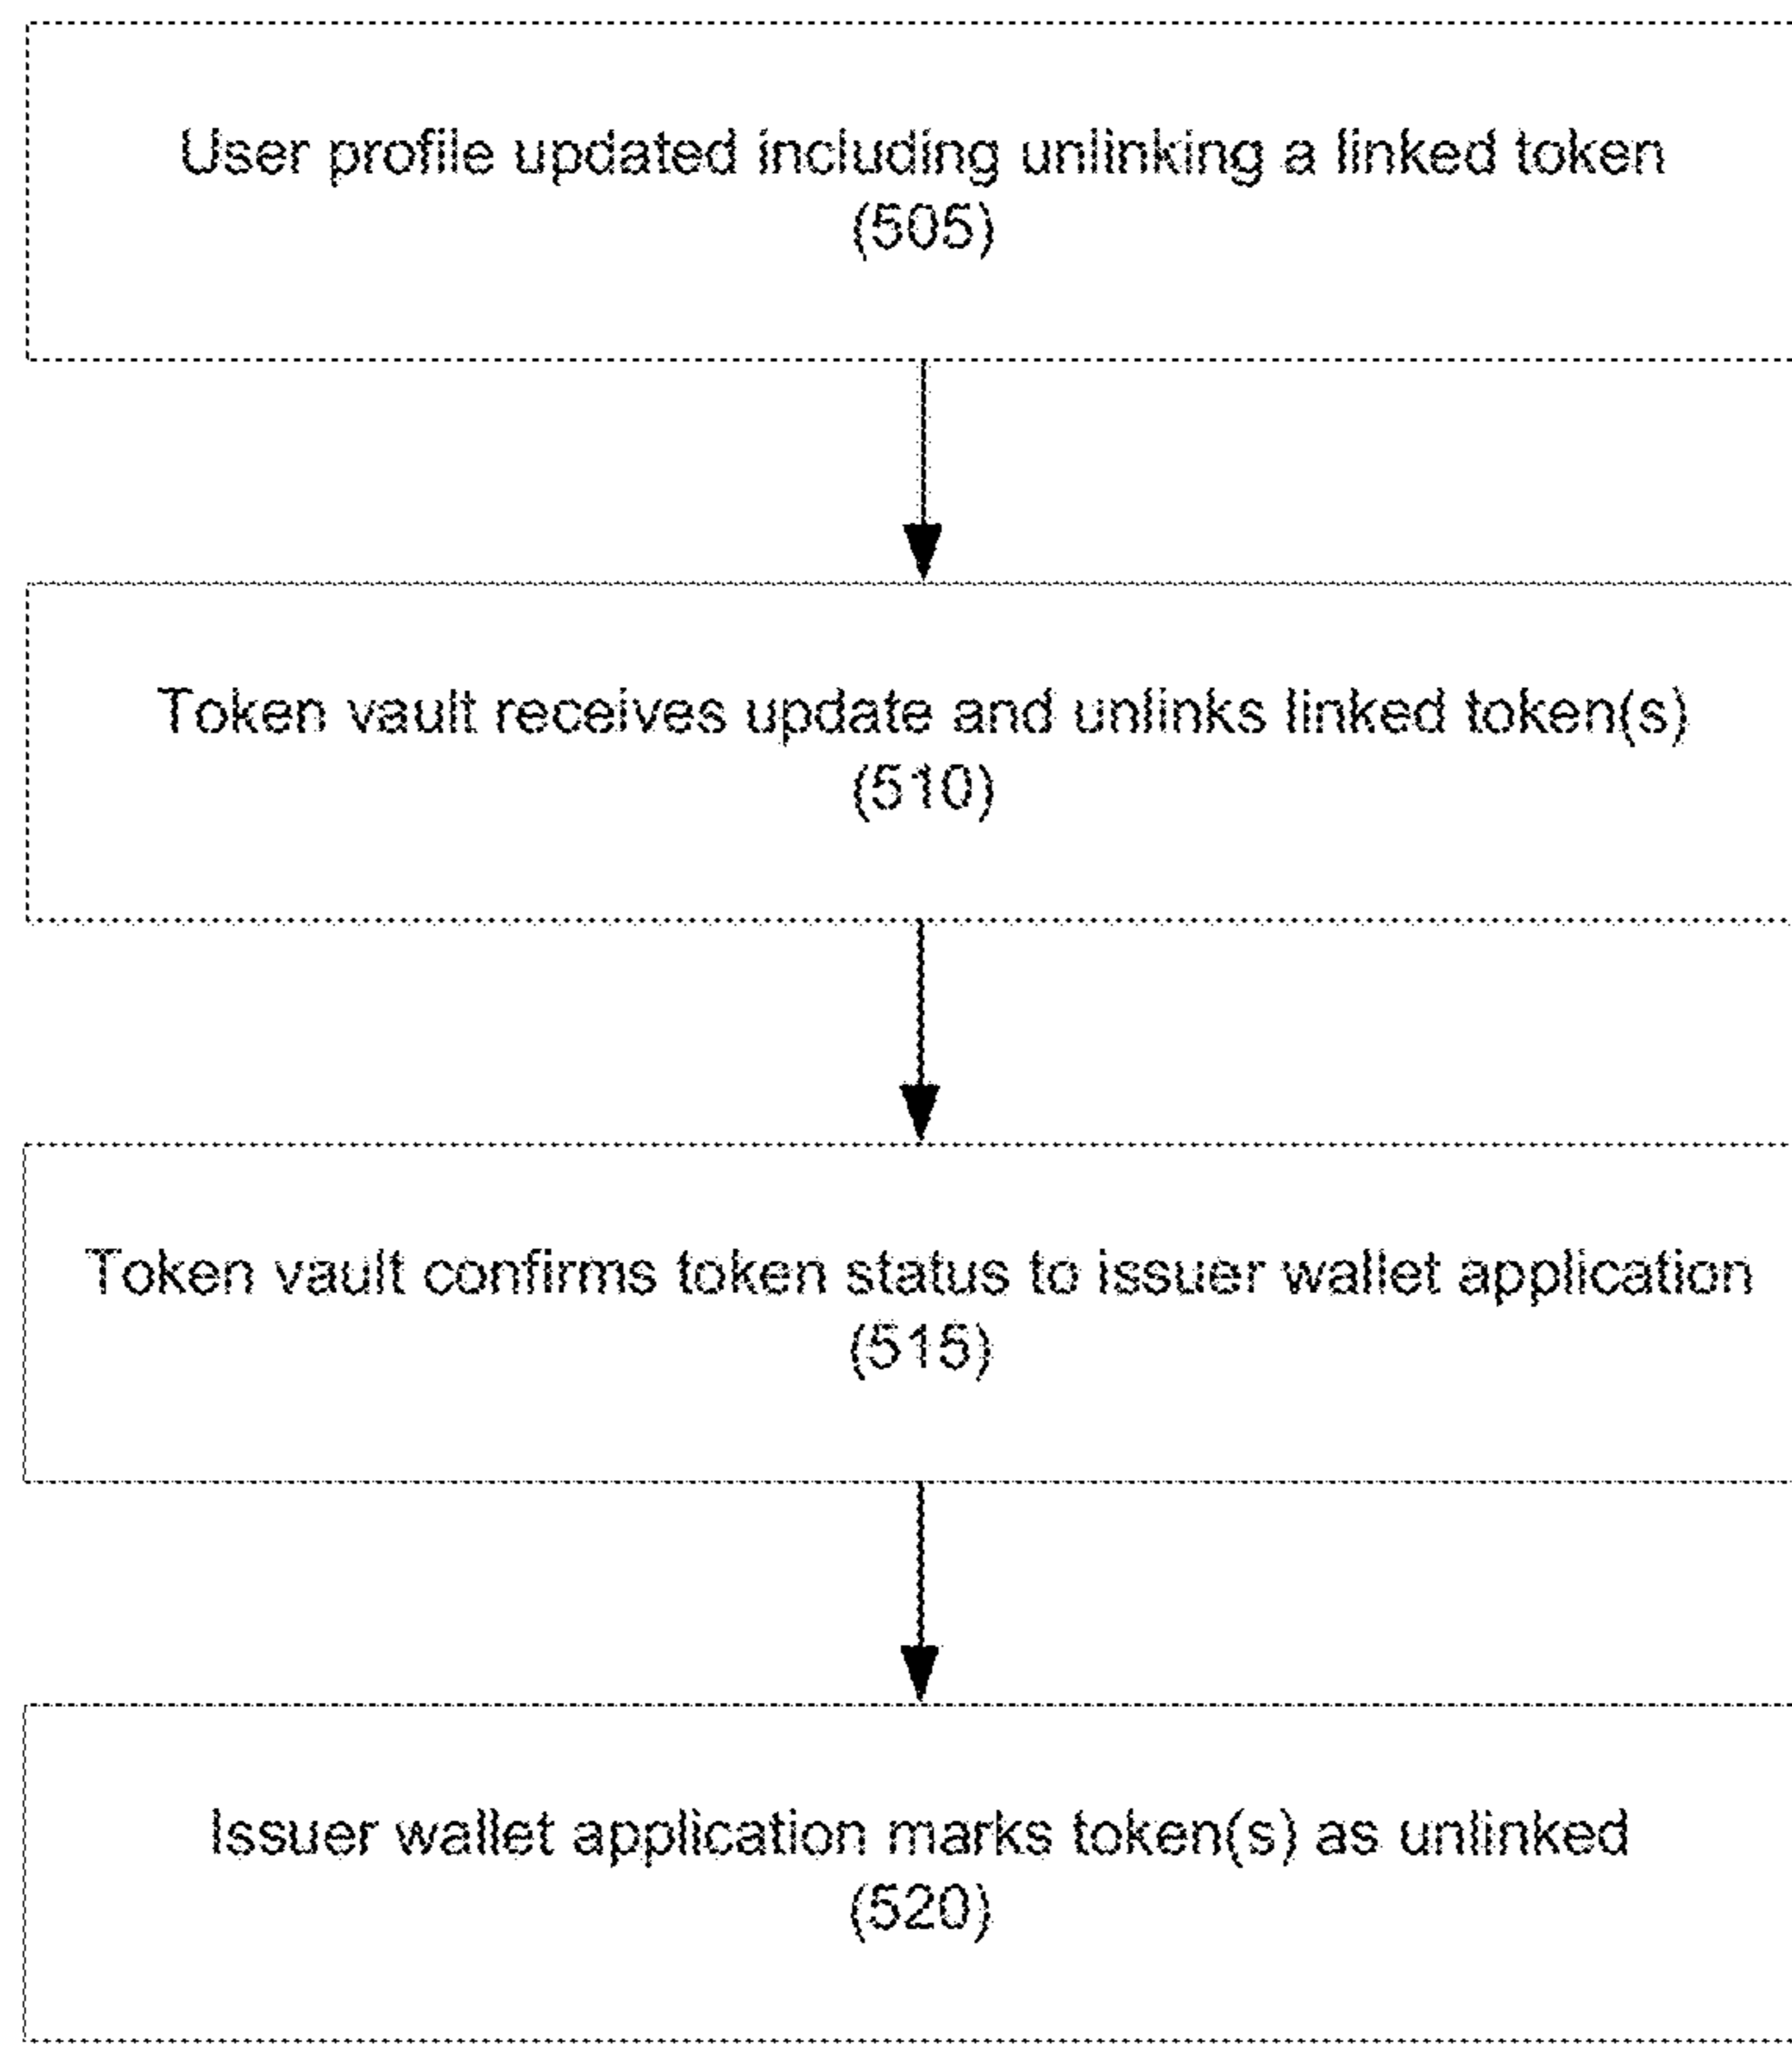 User profile updated including unlinking a linked token
(505)
Token vault receives update and unlinks linked token(s)
(510)
Token vault confirms token status to issuer wallet application
(515)
Issuer wallet application marks token(s) as unlinked
(520)